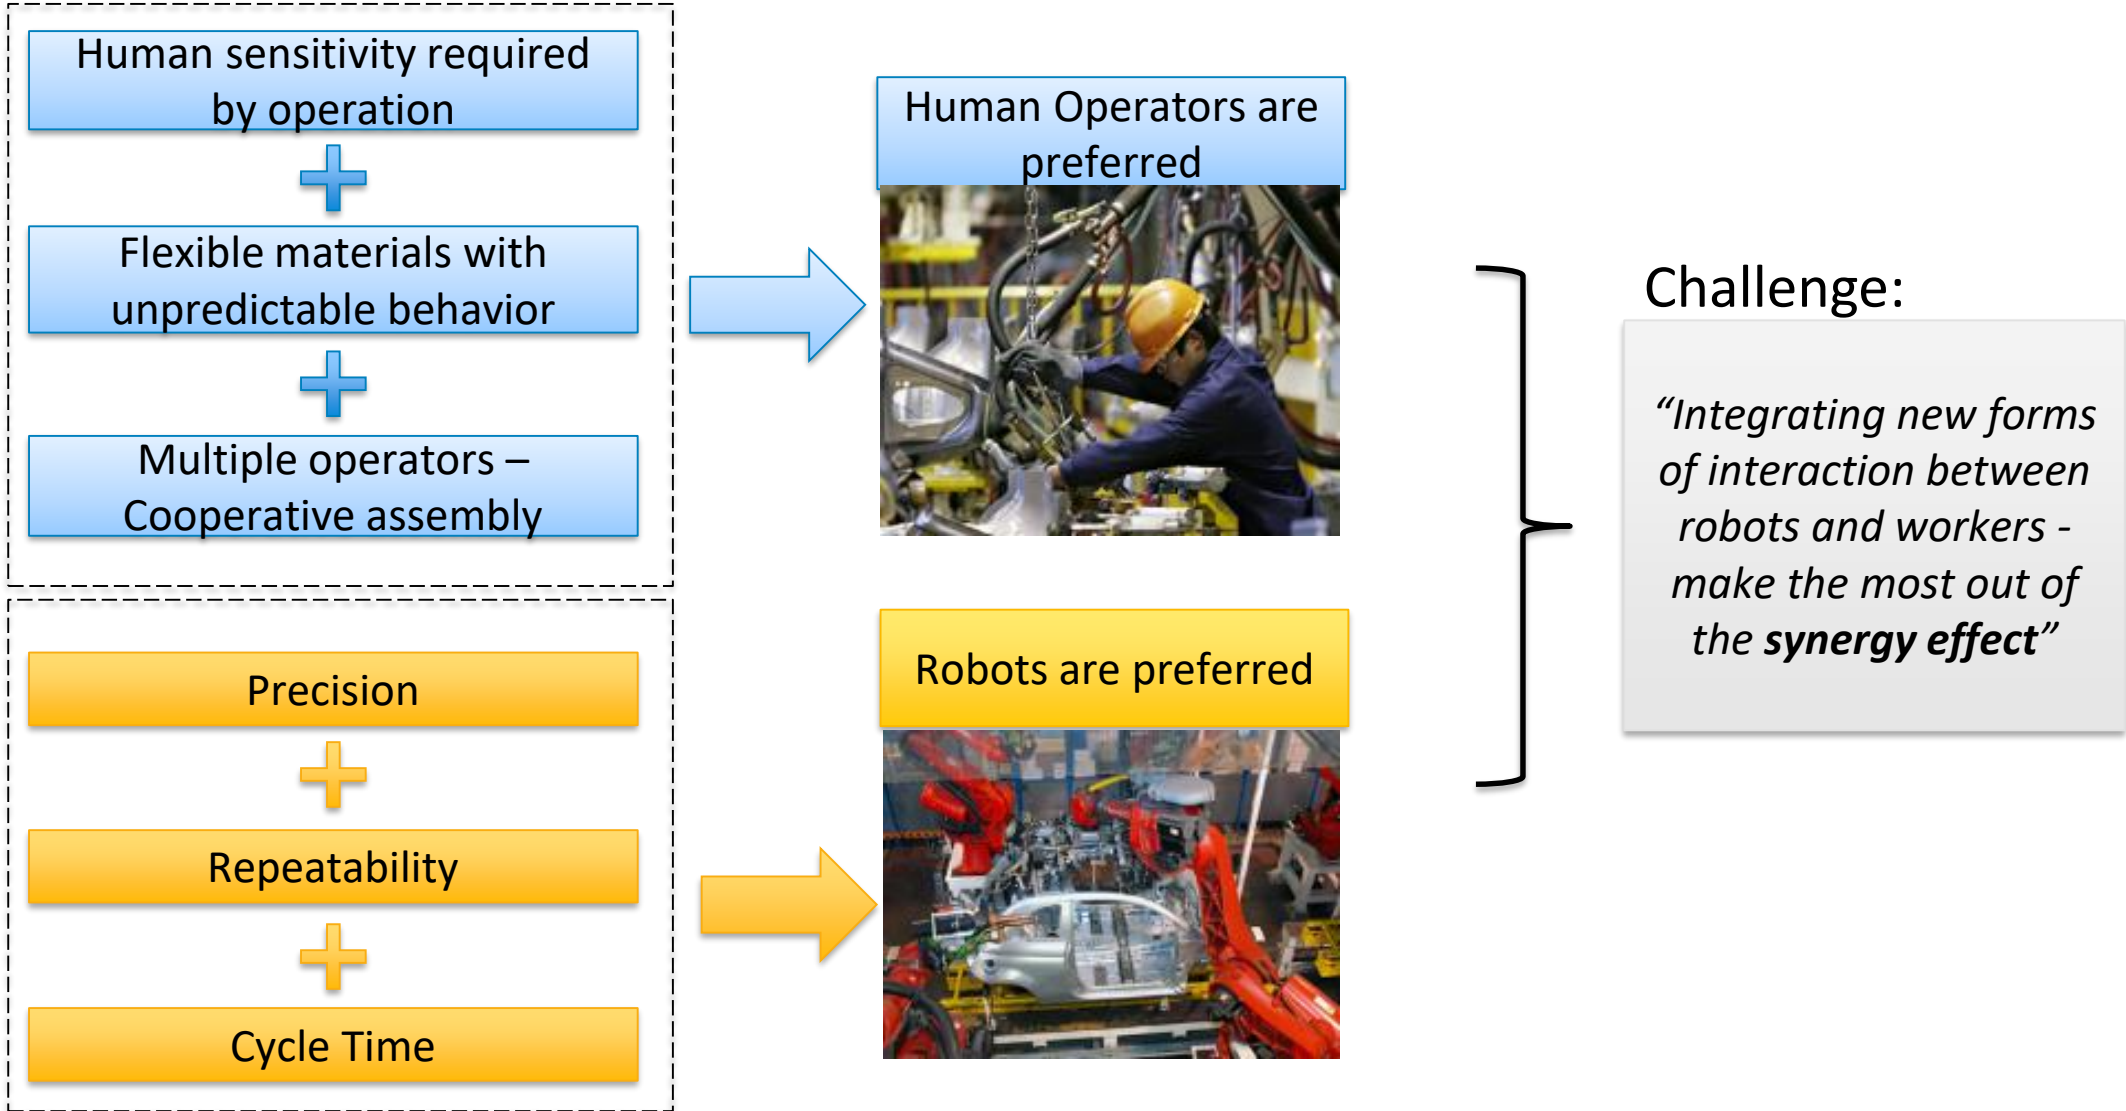 Human sensitivity required
by operation
Flexible materials with
unpredictable behavior
Multiple operators –
Cooperative assembly
Human Operators are
preferred
Precision
Repeatability
Cycle Time
Robots are preferred
Challenge:
“Integrating new forms
of interaction between
robots and workers -
make the most out of
the synergy effect”